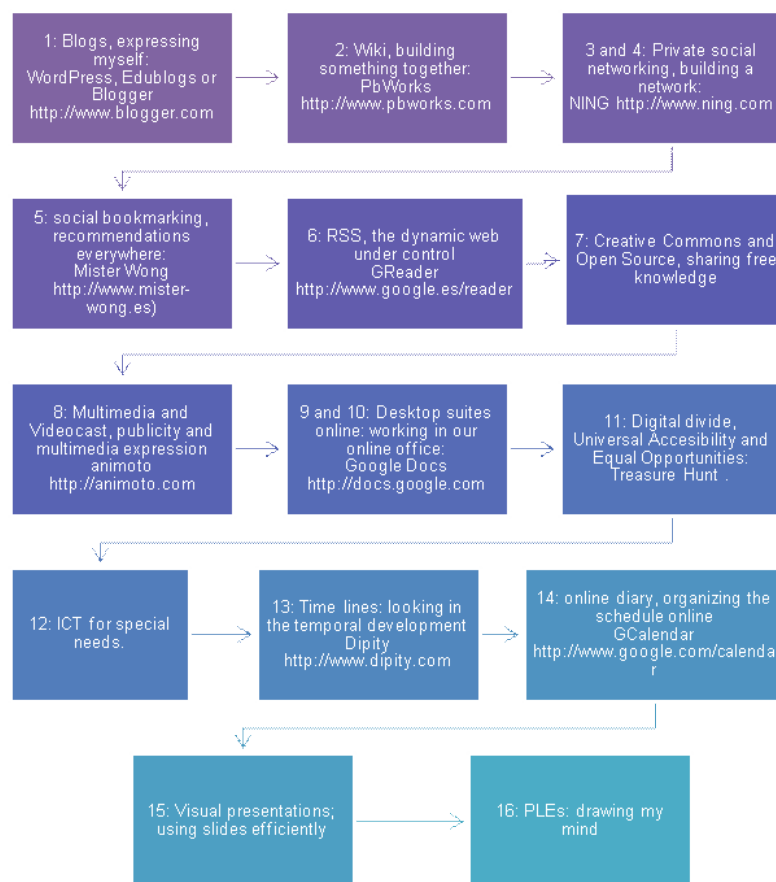 1: Blogs, expressing
myself:
WordPress, Edublogs or
Blogger
http://www.blogger.com
2: Wiki, building
something together:
PbWorks
http://www.pbworks.com
3 and 4: Private social
networking, building a
network:
NING http://www.ning.com
5: social bookmarking,
recommendations
everywhere:
Mister Wong
http://www.mister-
wong.es)
6: RSS, the dynamic web
under control
GReader
http://www.google.es/reader
7: Creative Commons and
Open Source, sharing free
knowledge
8: Multimedia and
Videocast, publicity and
multimedia expression
animoto
http://animoto.com
9 and 10: Desktop suites
online: working in our
online office:
Google Docs
http://docs.google.com
11: Digital divide,
Universal Accesibility and
Equal Opportunities:
Treasure Hunt .
12: ICT for special
needs.
13: Time lines: looking in
the temporal development
Dipity
http://www.dipity.com
14: online diary, organizing the
schedule online
GCalendar
http://www.google.com/calenda
r
15: Visual presentations;
using slides efficiently
16: PLEs: drawing my
mind